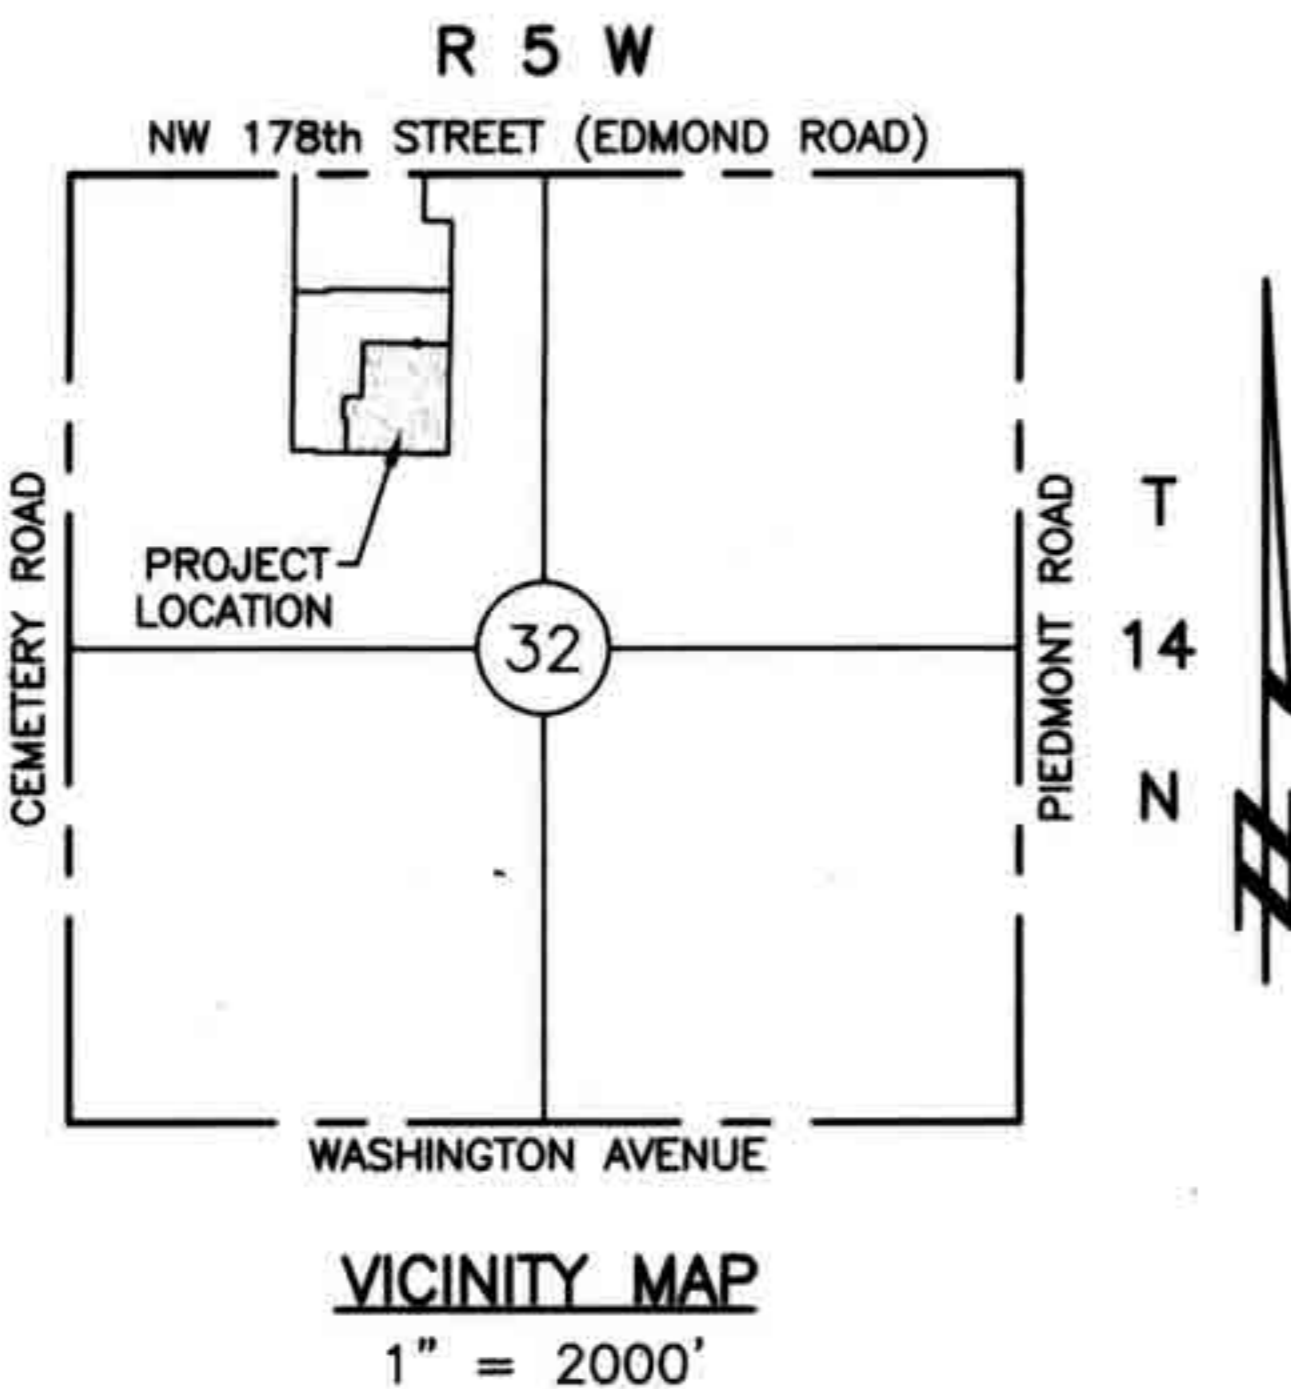 R 5 W
NW 178th STREET (EDMOND ROAD)
CEMETERY ROAD
PROJECT
LOCATION
32
PIEDMONT ROAD
T
14
N
WASHINGTON AVENUE
VICINITY MAP
1" = 2000'